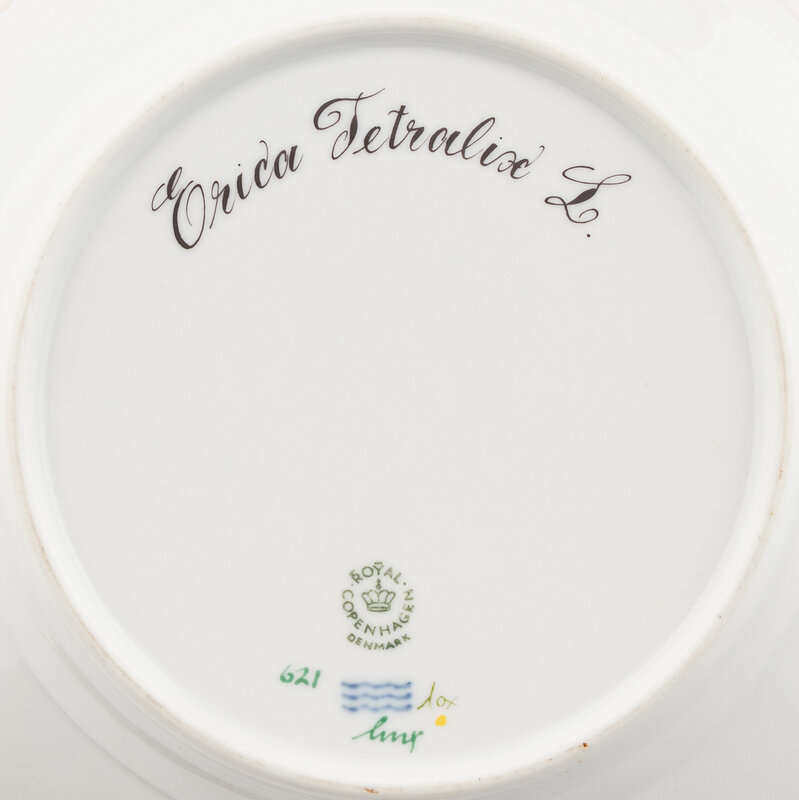 Erica Tetralix L.
ROYAL
COPENHAGEN
DENMARK
621